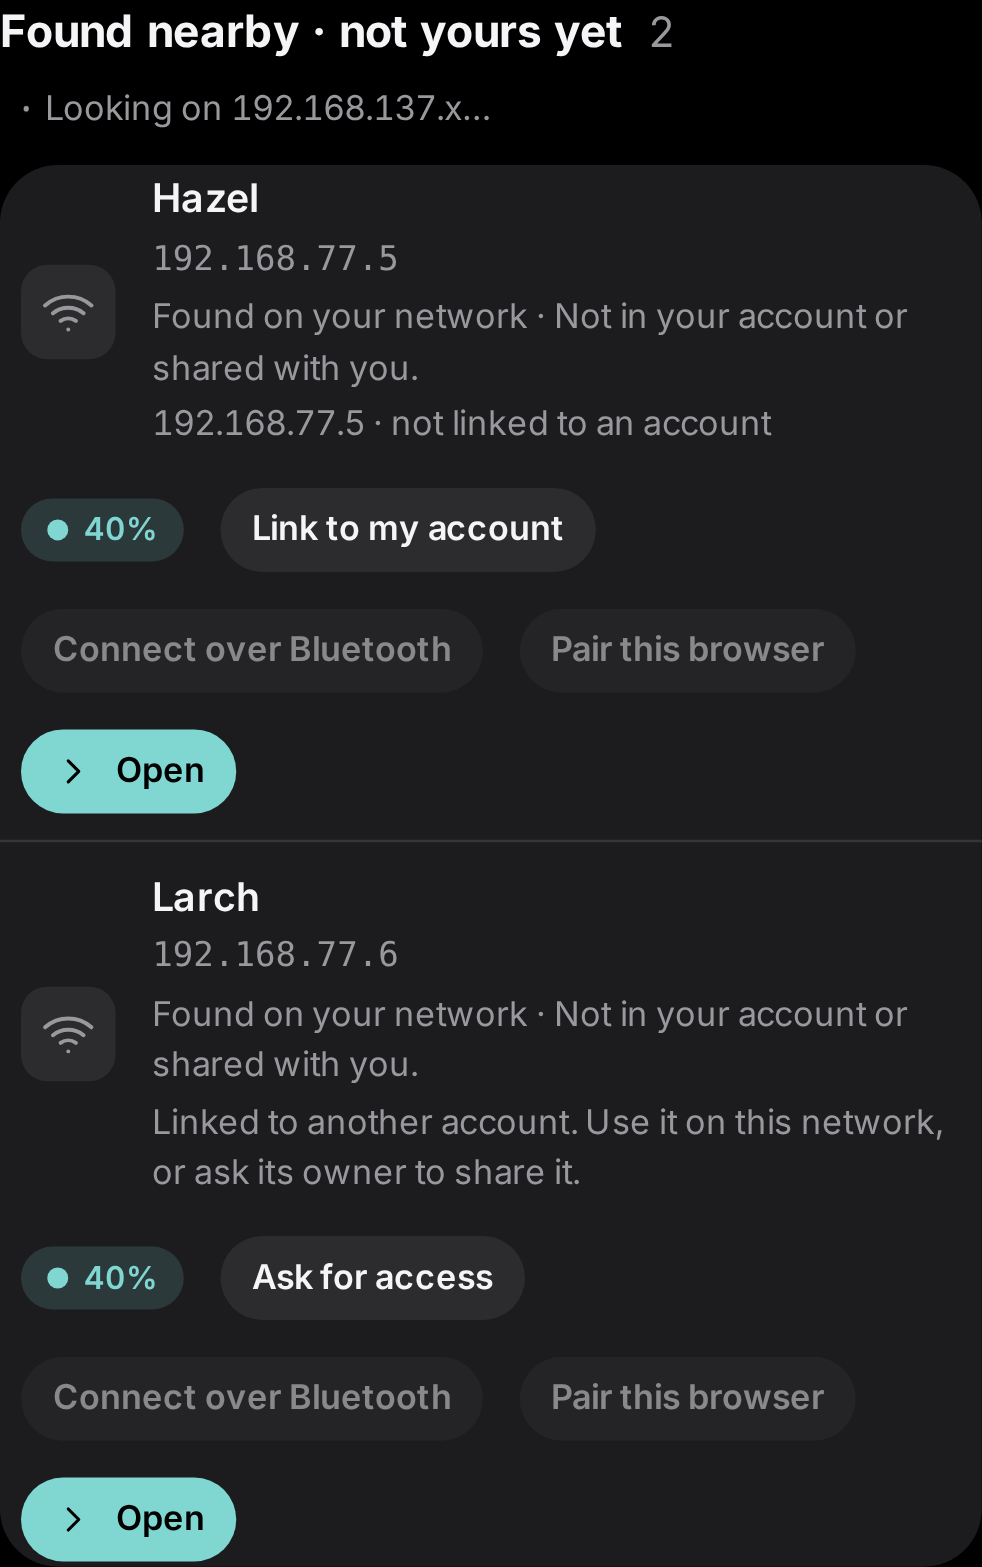 Found nearby · not yours yet 2
· Looking on 192.168.137.x...
Hazel
192.168.77.5
Found on your network · Not in your account or
shared with you.
192.168.77.5 · not linked to an account
40%
Link to my account
Connect over Bluetooth
Pair this browser
Open
Larch
192.168.77.6
Found on your network · Not in your account or
shared with you.
Linked to another account. Use it on this network,
or ask its owner to share it.
40%
Ask for access
Connect over Bluetooth
Pair this browser
Open